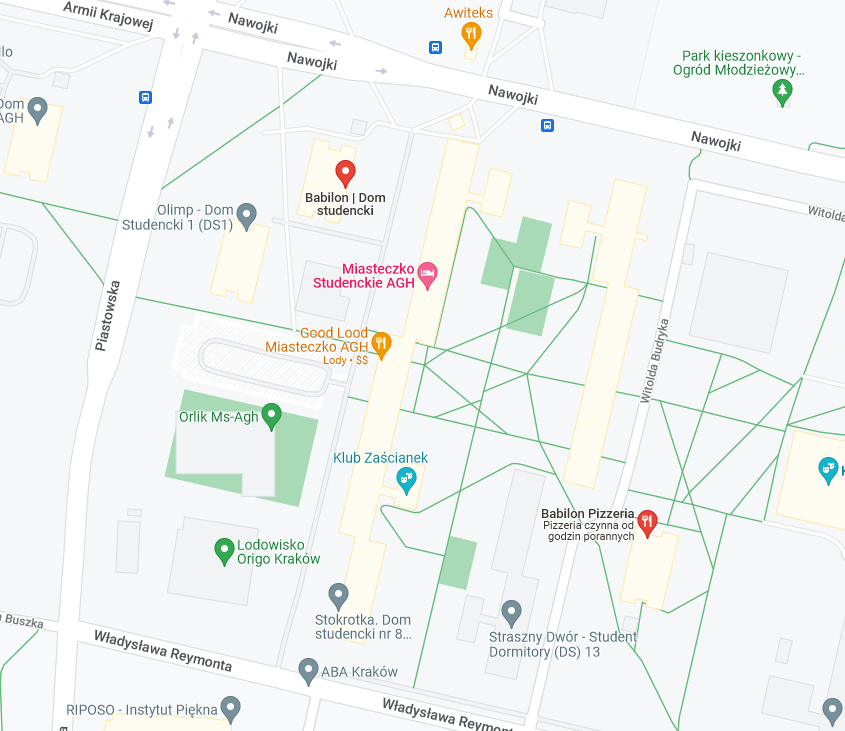 Armii Krajowej
Nawojki
Awiteks
Nawojki
Nawojki
Park kieszonkowy -
Ogród Młodzieżowy...
Nawojki
Dom
AGH
Babilon | Dom
studencki
Olimp - Dom
Studencki 1 (DS1)
Witolda
Miasteczko
Studenckie AGH
Piastowska
Good Lood
Miasteczko AGH
Lody • $$
Witolda Budryka
Orlik Ms-Agh
Klub Zaścianek
K
Babilon Pizzeria
Pizzeria czynna od
godzin porannych
Lodowisko
Origo Kraków
Stokrotka. Dom
studencki nr 8...
Straszny Dwór - Student
Dormitory (DS) 13
Buszka
Władysława Reymonta
ABA Kraków
RIPOSO - Instytut Piękna
Władysława Reymont